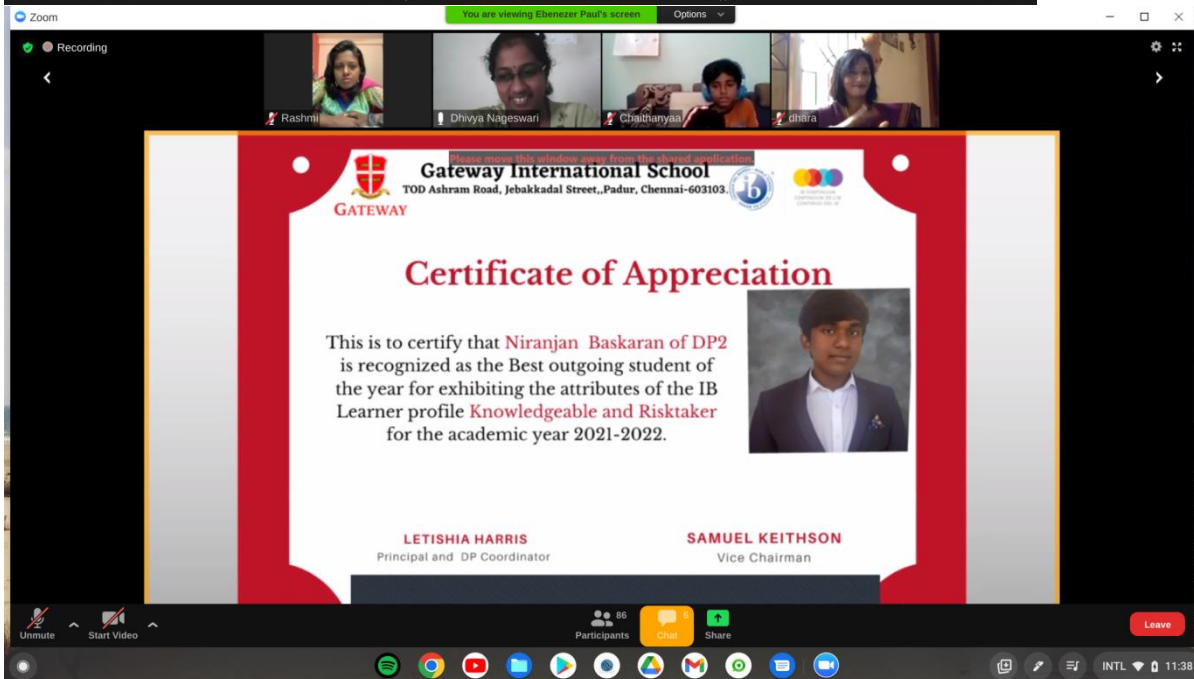 Zoom
You are viewing Ebenezer Paul's screen
Options
Recording
Rashmi
Dhivya Nageswari
Chaithanyaa
dhara
Please move this window away from the shared application.
Gateway International School
TOD Ashram Road, Jebakkadal Street,,Padur, Chennai-603103.
GATEWAY
Certificate of Appreciation
This is to certify that Niranjan Baskaran of DP2
is recognized as the Best outgoing student of
the year for exhibiting the attributes of the IB
Learner profile Knowledgeable and Risktaker
for the academic year 2021-2022.
LETISHIA HARRIS
Principal and DP Coordinator
SAMUEL KEITHSON
Vice Chairman
Unmute
Start Video
86
Participants
Chat
Share
Leave
INTL
11:38